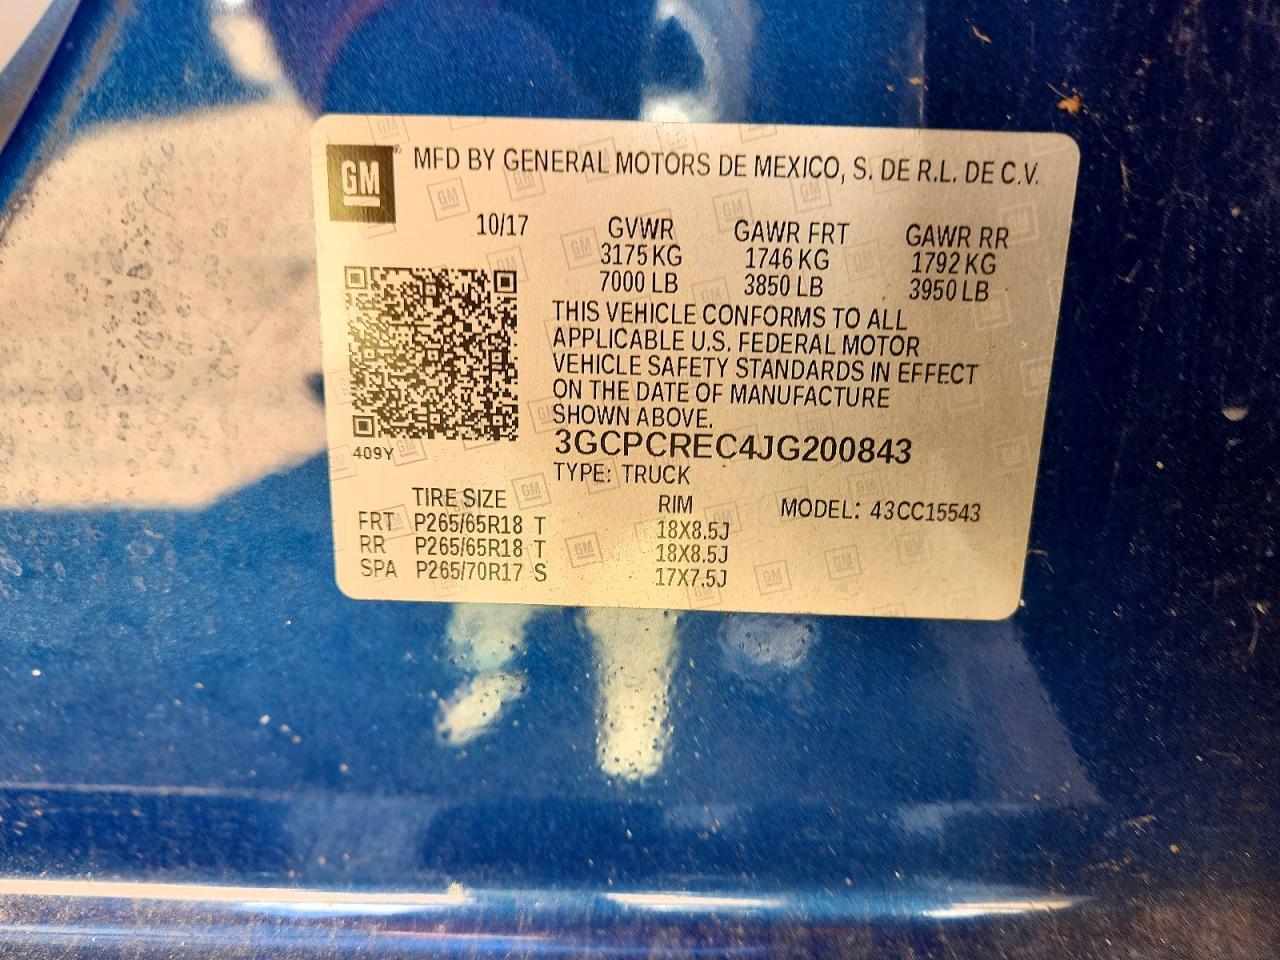 GM
MFD BY GENERAL MOTORS DE MEXICO, S. DE R.L. DE C.V.
10/17 GVWR GAWR FRT GAWR RR
3175 KG 1746 KG 1792 KG
7000 LB 3850 LB 3950 LB
THIS VEHICLE CONFORMS TO ALL
APPLICABLE U.S. FEDERAL MOTOR
VEHICLE SAFETY STANDARDS IN EFFECT
ON THE DATE OF MANUFACTURE
SHOWN ABOVE.
3GCPCREC4JG200843
409Y
TYPE: TRUCK
TIRE SIZE RIM MODEL: 43CC15543
FRT P265/65R18 T 18X8.5J
RR P265/65R18 T 18X8.5J
SPA P265/70R17 S 17X7.5J